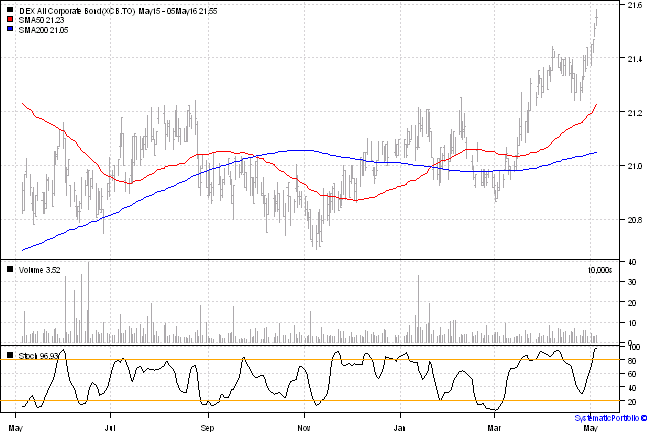 DEX All Corporate Bond(XCB.TO) May15 - 05May16 21.55
SMA50 21.23
SMA200 21.05
21.6
21.4
21.2
21.0
20.8
Volume 3.52
10,000s
40
30
20
10
0
Stoch 96.93
100
80
60
40
20
SystematicPortfolio ©
May Jul Sep Nov Jan Mar May